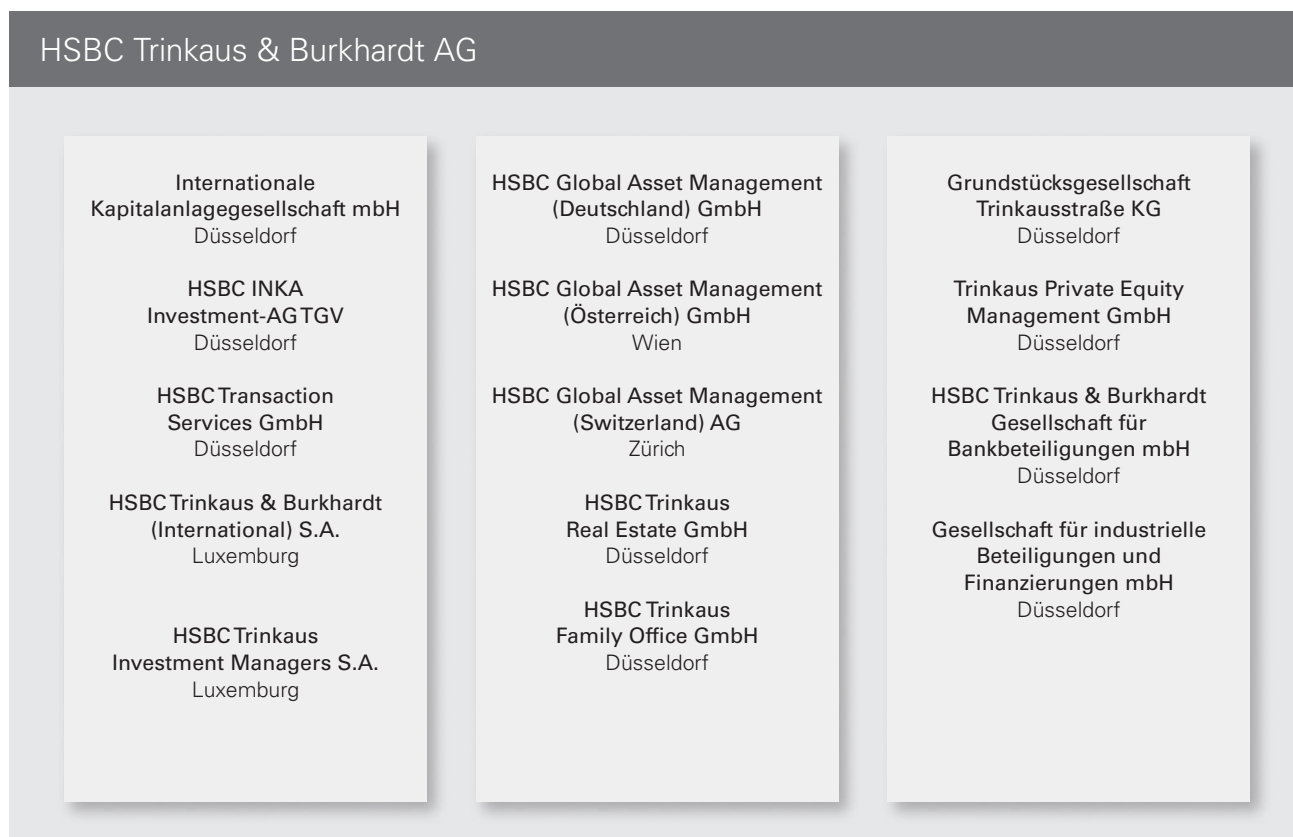 HSBC Trinkaus & Burkhardt AG
Internationale
Kapitalanlagegesellschaft mbH
Düsseldorf
HSBC INKA
Investment-AG TGV
Düsseldorf
HSBC Transaction
Services GmbH
Düsseldorf
HSBC Trinkaus & Burkhardt
(International) S.A.
Luxemburg
HSBC Trinkaus
Investment Managers S.A.
Luxemburg
HSBC Global Asset Management
(Deutschland) GmbH
Düsseldorf
HSBC Global Asset Management
(Österreich) GmbH
Wien
HSBC Global Asset Management
(Switzerland) AG
Zürich
HSBC Trinkaus
Real Estate GmbH
Düsseldorf
HSBC Trinkaus
Family Office GmbH
Düsseldorf
Grundstücksgesellschaft
Trinkausstraße KG
Düsseldorf
Trinkaus Private Equity
Management GmbH
Düsseldorf
HSBC Trinkaus & Burkhardt
Gesellschaft für
Bankbeteiligungen mbH
Düsseldorf
Gesellschaft für industrielle
Beteiligungen und
Finanzierungen mbH
Düsseldorf